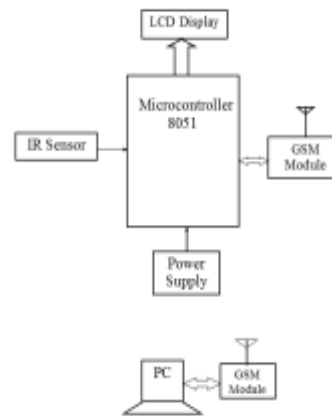 LCD Display
Microcontroller
8051
IR Sensor
GSM
Module
Power
Supply
PC
GSM
Module